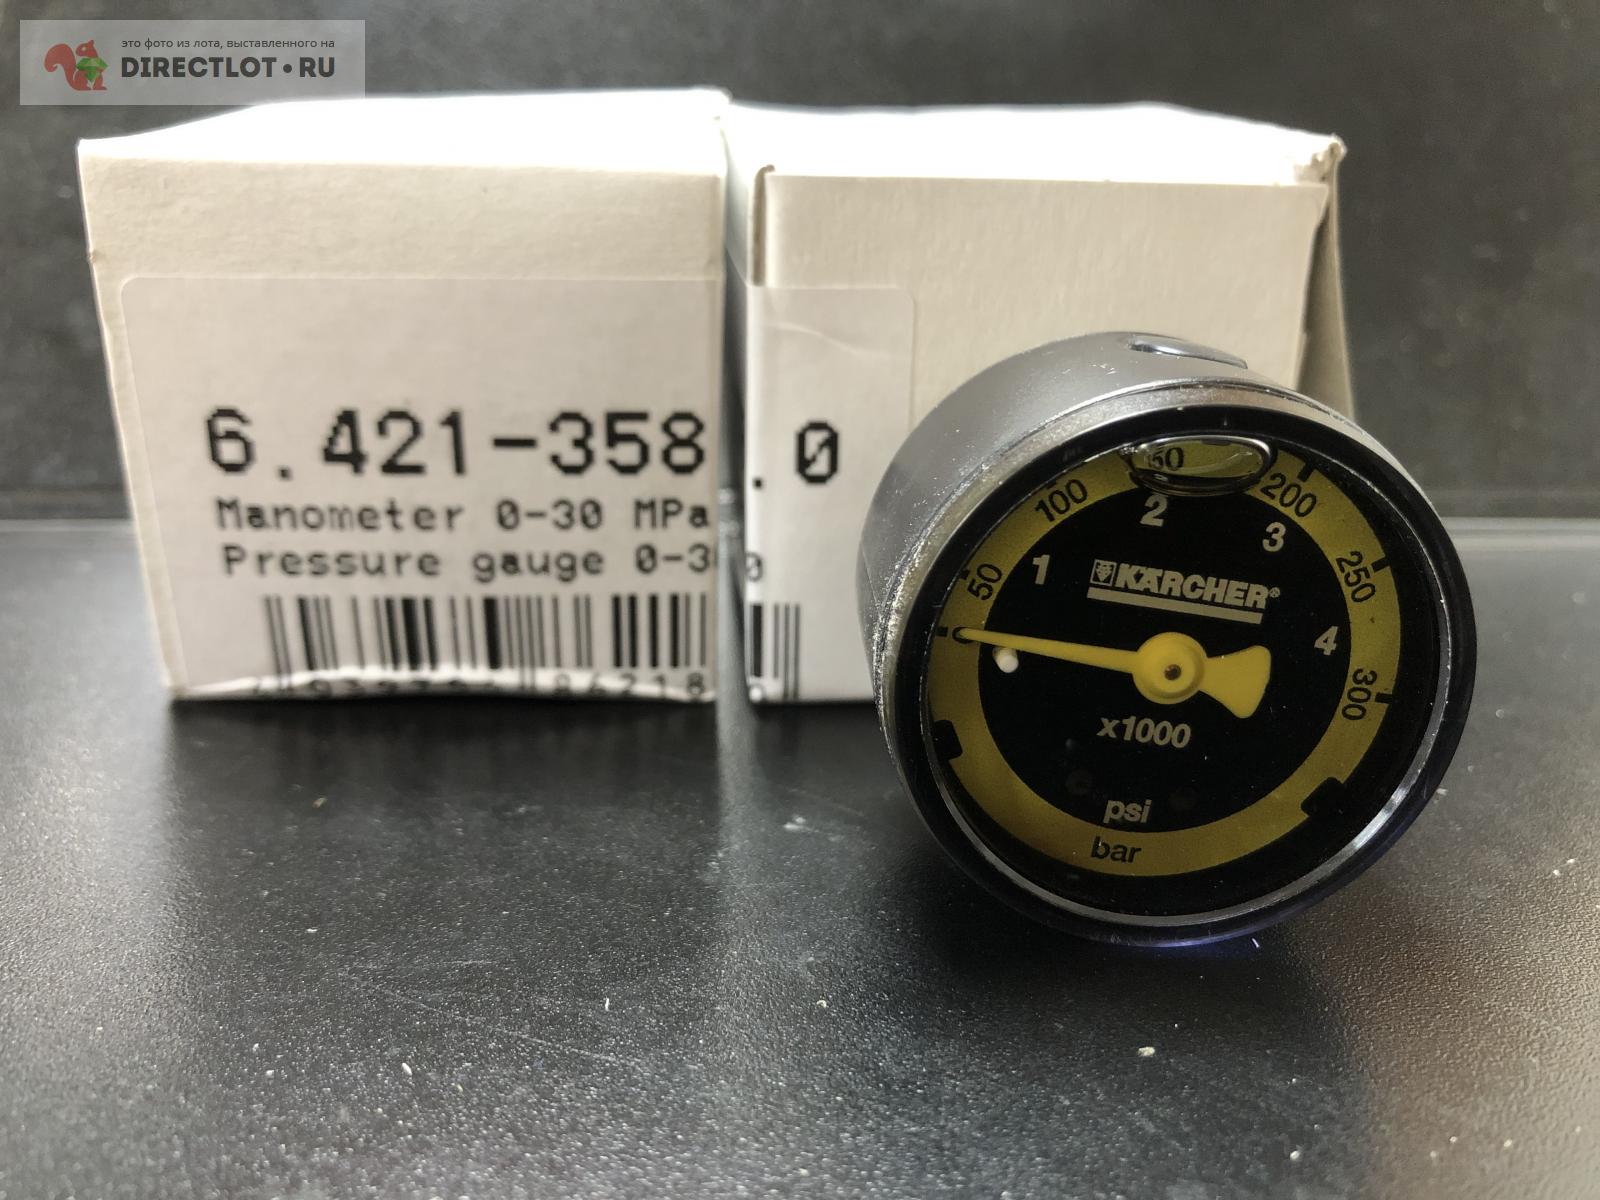 это фото из лота, выставленного на
DIRECTLOT.RU
6.421-358.0
Manometer 0-30 MPa
Pressure gauge 0-30
50
100
50
200
250
300
0
1
2
3
4
KÄRCHER®
x1000
psi
bar